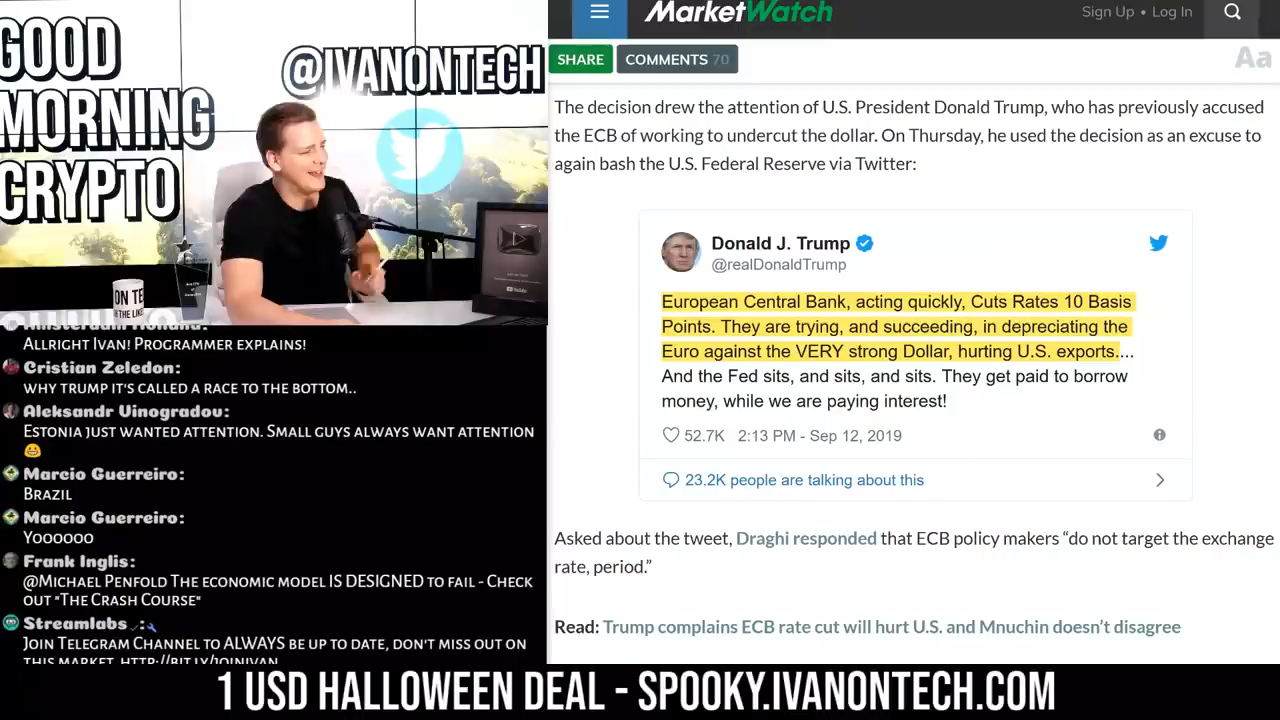 GOOD
MORNING
CRYPTO
@IVANONTECH
ON TE
ALLRIGHT IVAN! PROGRAMMER EXPLAINS!
Cristian Zeledon:
WHY TRUMP IT'S CALLED A RACE TO THE BOTTOM..
Aleksandr Vinogradov:
ESTONIA JUST WANTED ATTENTION. SMALL GUYS ALWAYS WANT ATTENTION
Marcio Guerreiro:
BRAZIL
Marcio Guerreiro:
YOOOOOO
Frank Inglis:
@MICHAEL PENFOLD THE ECONOMIC MODEL IS DESIGNED TO FAIL - CHECK
OUT "THE CRASH COURSE"
Streamlabs :
JOIN TELEGRAM CHANNEL TO ALWAYS BE UP TO DATE, DON'T MISS OUT ON
THIS MARKET. HTTP://BIT.LY/JOINIVAN
MarketWatch
Sign Up • Log In
SHARE
COMMENTS 70
Aa
The decision drew the attention of U.S. President Donald Trump, who has previously accused
the ECB of working to undercut the dollar. On Thursday, he used the decision as an excuse to
again bash the U.S. Federal Reserve via Twitter:
Donald J. Trump
@realDonaldTrump
European Central Bank, acting quickly, Cuts Rates 10 Basis
Points. They are trying, and succeeding, in depreciating the
Euro against the VERY strong Dollar, hurting U.S. exports....
And the Fed sits, and sits, and sits. They get paid to borrow
money, while we are paying interest!
52.7K 2:13 PM - Sep 12, 2019
23.2K people are talking about this
Asked about the tweet, Draghi responded that ECB policy makers “do not target the exchange
rate, period.”
Read: Trump complains ECB rate cut will hurt U.S. and Mnuchin doesn’t disagree
1 USD HALLOWEEN DEAL - SPOOKY.IVANONTECH.COM